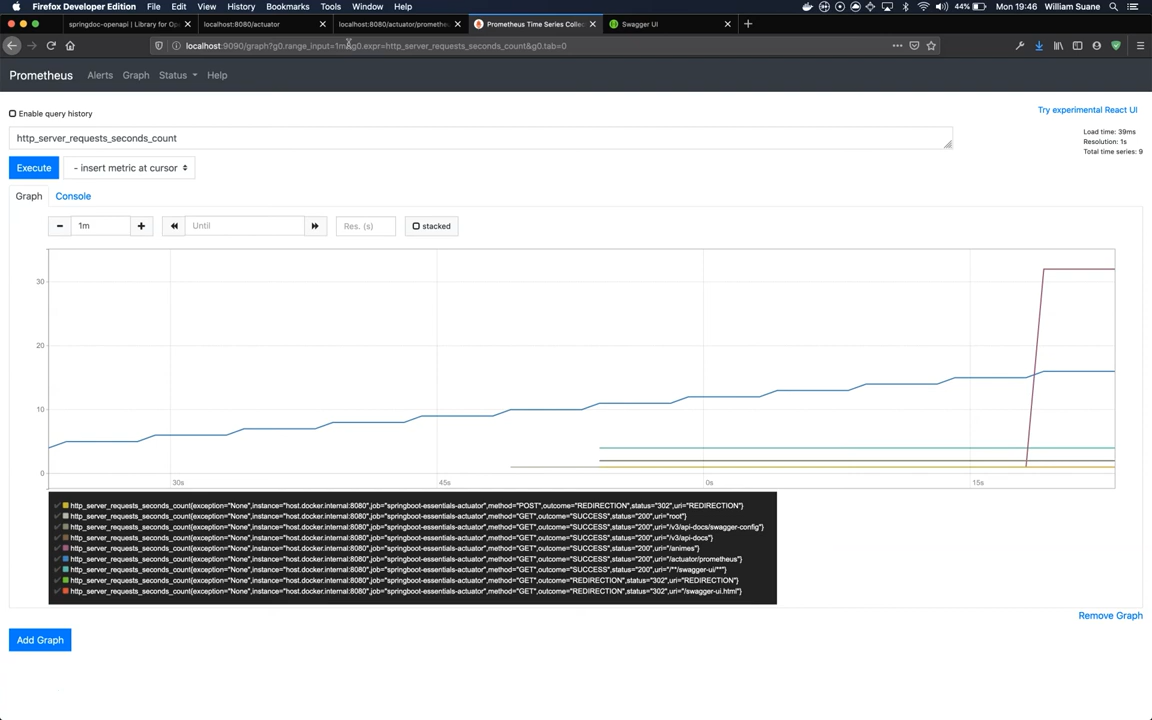 Firefox Developer Edition File Edit View History Bookmarks Tools Window Help 44% Mon 19:46 William Suane
springdoc-openapi | Library for Op localhost:8080/actuator localhost:8080/actuator/prometheu Prometheus Time Series Collec Swagger UI
localhost:9090/graph?g0.range_input=1m&g0.expr=http_server_requests_seconds_count&g0.tab=0
Prometheus Alerts Graph Status Help
Enable query history
Try experimental React UI
http_server_requests_seconds_count
Load time: 39ms
Resolution: 1s
Total time series: 9
Execute - insert metric at cursor
Graph Console
1m Until Res. (s) stacked
30
20
10
0
30s 45s 0s 15s
http_server_requests_seconds_count{exception="None",instance="host.docker.internal:8080",job="springboot-essentials-actuator",method="POST",outcome="REDIRECTION",status="302",uri="REDIRECTION"}
http_server_requests_seconds_count{exception="None",instance="host.docker.internal:8080",job="springboot-essentials-actuator",method="GET",outcome="SUCCESS",status="200",uri="root"}
http_server_requests_seconds_count{exception="None",instance="host.docker.internal:8080",job="springboot-essentials-actuator",method="GET",outcome="SUCCESS",status="200",uri="/v3/api-docs/swagger-config"}
http_server_requests_seconds_count{exception="None",instance="host.docker.internal:8080",job="springboot-essentials-actuator",method="GET",outcome="SUCCESS",status="200",uri="/v3/api-docs"}
http_server_requests_seconds_count{exception="None",instance="host.docker.internal:8080",job="springboot-essentials-actuator",method="GET",outcome="SUCCESS",status="200",uri="/animes"}
http_server_requests_seconds_count{exception="None",instance="host.docker.internal:8080",job="springboot-essentials-actuator",method="GET",outcome="SUCCESS",status="200",uri="/actuator/prometheus"}
http_server_requests_seconds_count{exception="None",instance="host.docker.internal:8080",job="springboot-essentials-actuator",method="GET",outcome="SUCCESS",status="200",uri="/**/swagger-ui/**"}
http_server_requests_seconds_count{exception="None",instance="host.docker.internal:8080",job="springboot-essentials-actuator",method="GET",outcome="REDIRECTION",status="302",uri="REDIRECTION"}
http_server_requests_seconds_count{exception="None",instance="host.docker.internal:8080",job="springboot-essentials-actuator",method="GET",outcome="REDIRECTION",status="302",uri="/swagger-ui.html"}
Remove Graph
Add Graph